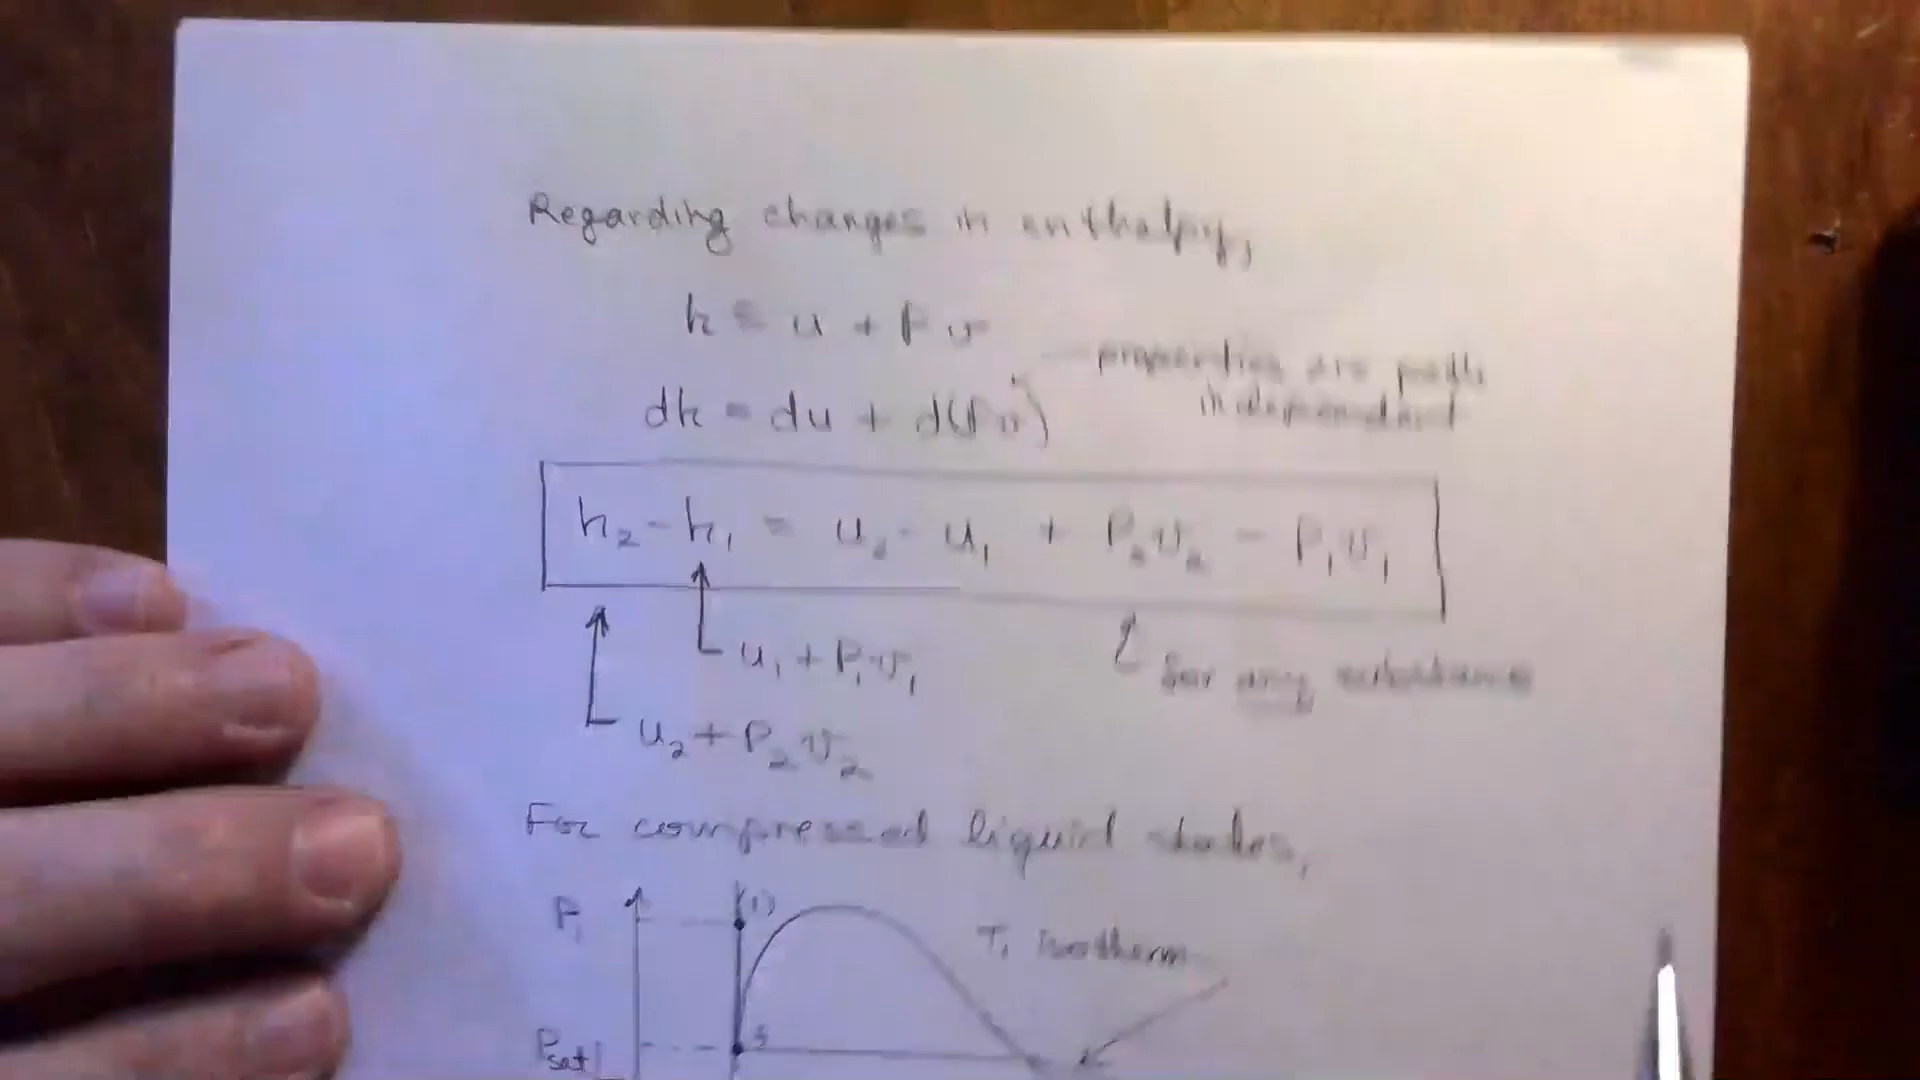 Regarding changes in enthalpy,
h = u + Pv
properties are path
independent
dh = du + d(Pv)
h₂ - h₁ = u₂ - u₁ + P₂v₂ - P₁v₁
u₁ + P₁v₁
for any substance
u₂ + P₂v₂
For compressed liquid states,
P₁
(1)
T₁ isotherm
Psat